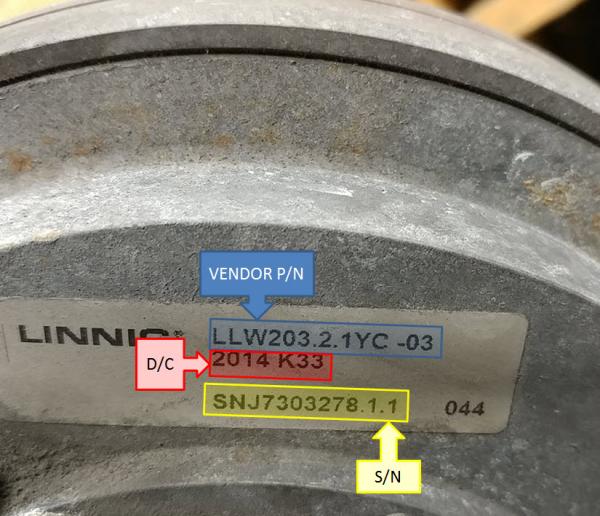 VENDOR P/N
LINNIG® LLW203.2.1YC -03
D/C 2014 K33
SNJ7303278.1.1 044
S/N